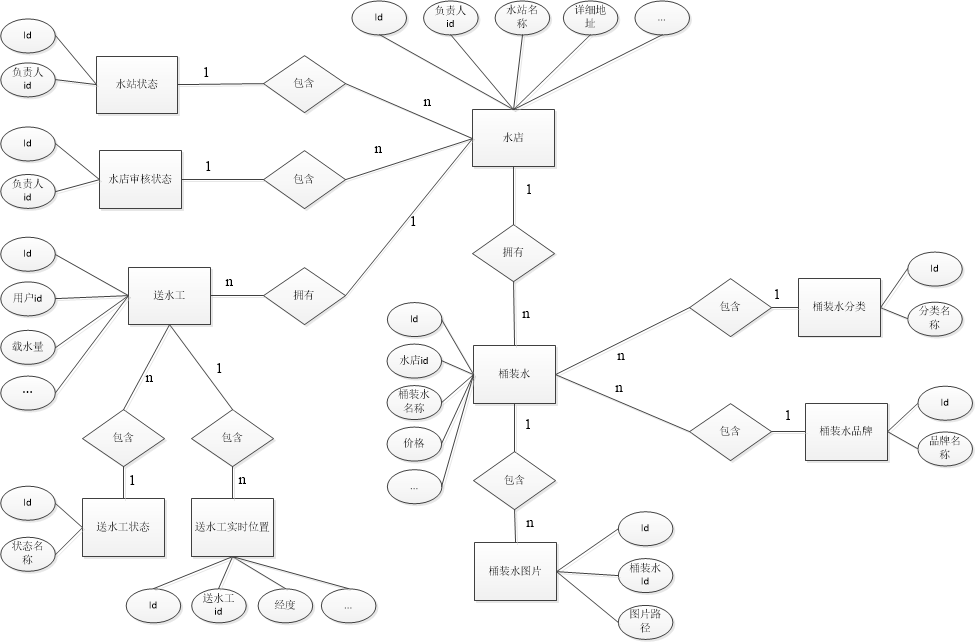 Id
负责人
id
水站名
称
详细地
址
...
Id
负责人
id
水站状态
1
包含
n
水店
Id
负责人
id
水店审核状态
1
包含
n
1
1
拥有
n
Id
用户id
载水量
...
送水工
n
拥有
n
包含
1
1
包含
n
Id
状态名
称
送水工状态
送水工实时位置
Id
送水工
id
经度
...
Id
水店id
桶装水
名称
价格
...
桶装水
n
包含
1
桶装水分类
Id
分类名
称
n
包含
1
桶装水品牌
Id
品牌名
称
1
包含
n
桶装水图片
Id
桶装水
Id
图片路
径